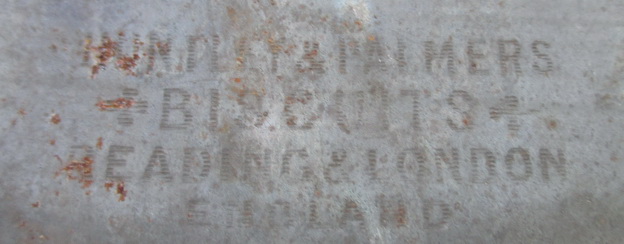 HUNTLEY & PALMERS
BISCUITS
READING & LONDON
ENGLAND